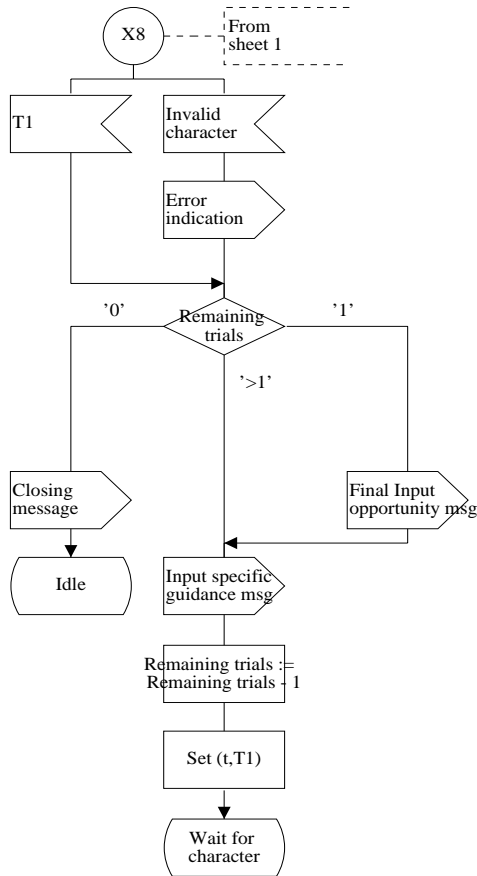 X8
From
sheet 1
T1
Invalid
character
Error
indication
Remaining
trials
'0'
'1'
'>1'
Closing
message
Final Input
opportunity msg
Idle
Input specific
guidance msg
Remaining trials :=
Remaining trials - 1
Set (t,T1)
Wait for
character